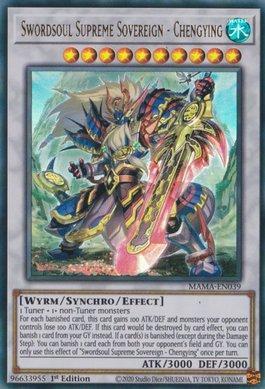 Swordsoul Supreme Sovereign - Chengying
WATER
水
MAMA-EN039
[WYRM/SYNCHRO/EFFECT]
1 Tuner + 1+ non-Tuner monsters
For each banished card, this card gains 100 ATK/DEF and monsters your
opponent controls lose 100 ATK/DEF. If this card would be destroyed by card effect, you can
banish 1 card from your GY instead. If a card(s) is banished (except during the Damage
Step): You can banish 1 card from both your opponent's field and GY. You can
only use this effect of "Swordsoul Supreme Sovereign - Chengying" once per turn.
ATK/3000 DEF/3000
96633955 1st Edition ©2020 Studio Dice/SHUEISHA, TV TOKYO, KONAMI